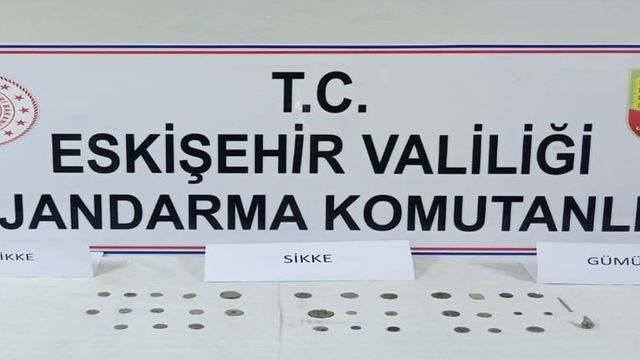 T.C.
ESKİŞEHİR VALİLİĞİ
JANDARMA KOMUTANLI
İKKE
SİKKE
GÜMÜ